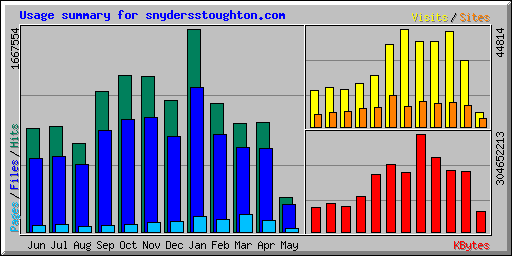 Usage summary for snydersstoughton.com
Visits / Sites
1667554
44814
304652213
Pages / Files / Hits
Jun Jul Aug Sep Oct Nov Dec Jan Feb Mar Apr May
KBytes